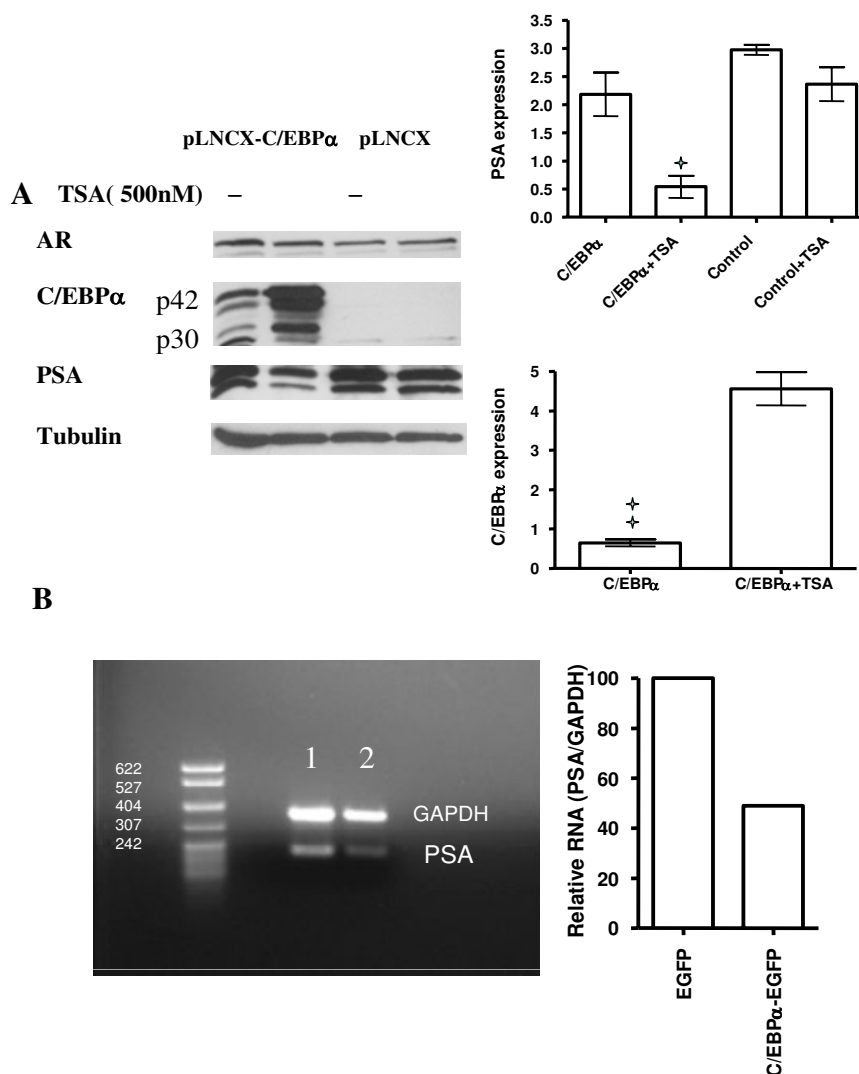 pLNCX-C/EBPα pLNCX
A TSA( 500nM) – –
AR
C/EBPα p42
p30
PSA
Tubulin
PSA expression
3.0
2.5
2.0
1.5
1.0
0.5
0.0
C/EBPα
C/EBPα+TSA
Control
Control+TSA
C/EBPα expression
5
4
3
2
1
0
C/EBPα C/EBPα+TSA
B
622
527
404
307
242
1 2
GAPDH
PSA
Relative RNA (PSA/GAPDH)
100
80
60
40
20
0
EGFP
C/EBPα-EGFP